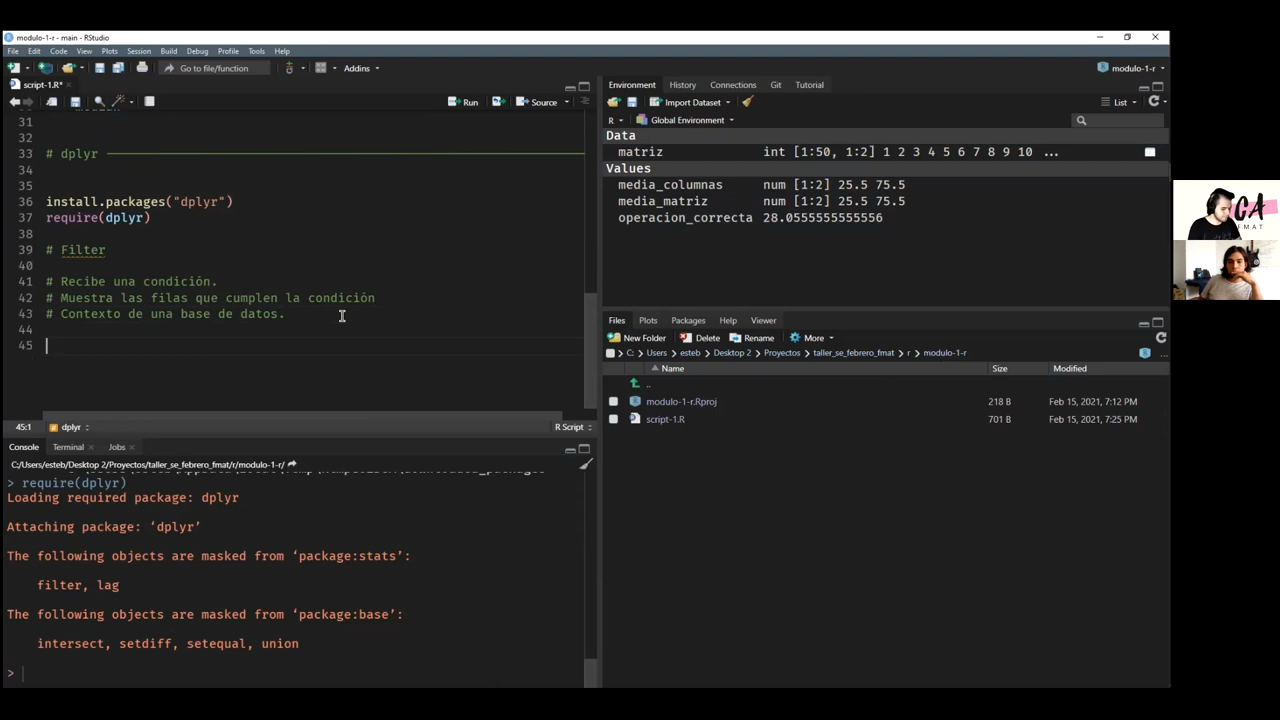 modulo-1-r - main - RStudio
File Edit Code View Plots Session Build Debug Profile Tools Help
Go to file/function Addins modulo-1-r
script-1.R*
Run Source
31
32
33 # dplyr
34
35
36 install.packages("dplyr")
37 require(dplyr)
38
39 # Filter
40
41 # Recibe una condición.
42 # Muestra las filas que cumplen la condición
43 # Contexto de una base de datos.
44
45
45:1 dplyr R Script
Console Terminal Jobs
C:/Users/esteb/Desktop 2/Proyectos/taller_se_febrero_fmat/r/modulo-1-r/
> require(dplyr)
Loading required package: dplyr
Attaching package: ‘dplyr’
The following objects are masked from ‘package:stats’:
filter, lag
The following objects are masked from ‘package:base’:
intersect, setdiff, setequal, union
>
Environment History Connections Git Tutorial
Import Dataset List
R Global Environment
Data
matriz int [1:50, 1:2] 1 2 3 4 5 6 7 8 9 10 ...
Values
media_columnas num [1:2] 25.5 75.5
media_matriz num [1:2] 25.5 75.5
operacion_correcta 28.0555555555556
Files Plots Packages Help Viewer
New Folder Delete Rename More
C: Users esteb Desktop 2 Proyectos taller_se_febrero_fmat r modulo-1-r ...
Name Size Modified
..
modulo-1-r.Rproj 218 B Feb 15, 2021, 7:12 PM
script-1.R 701 B Feb 15, 2021, 7:25 PM
CA
FMAT